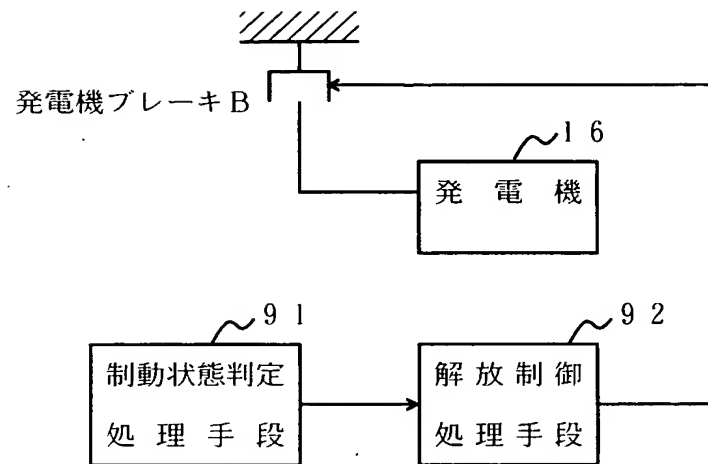 発電機ブレーキB
16
発電機
91
制動状態判定
処理手段
92
解放制御
処理手段